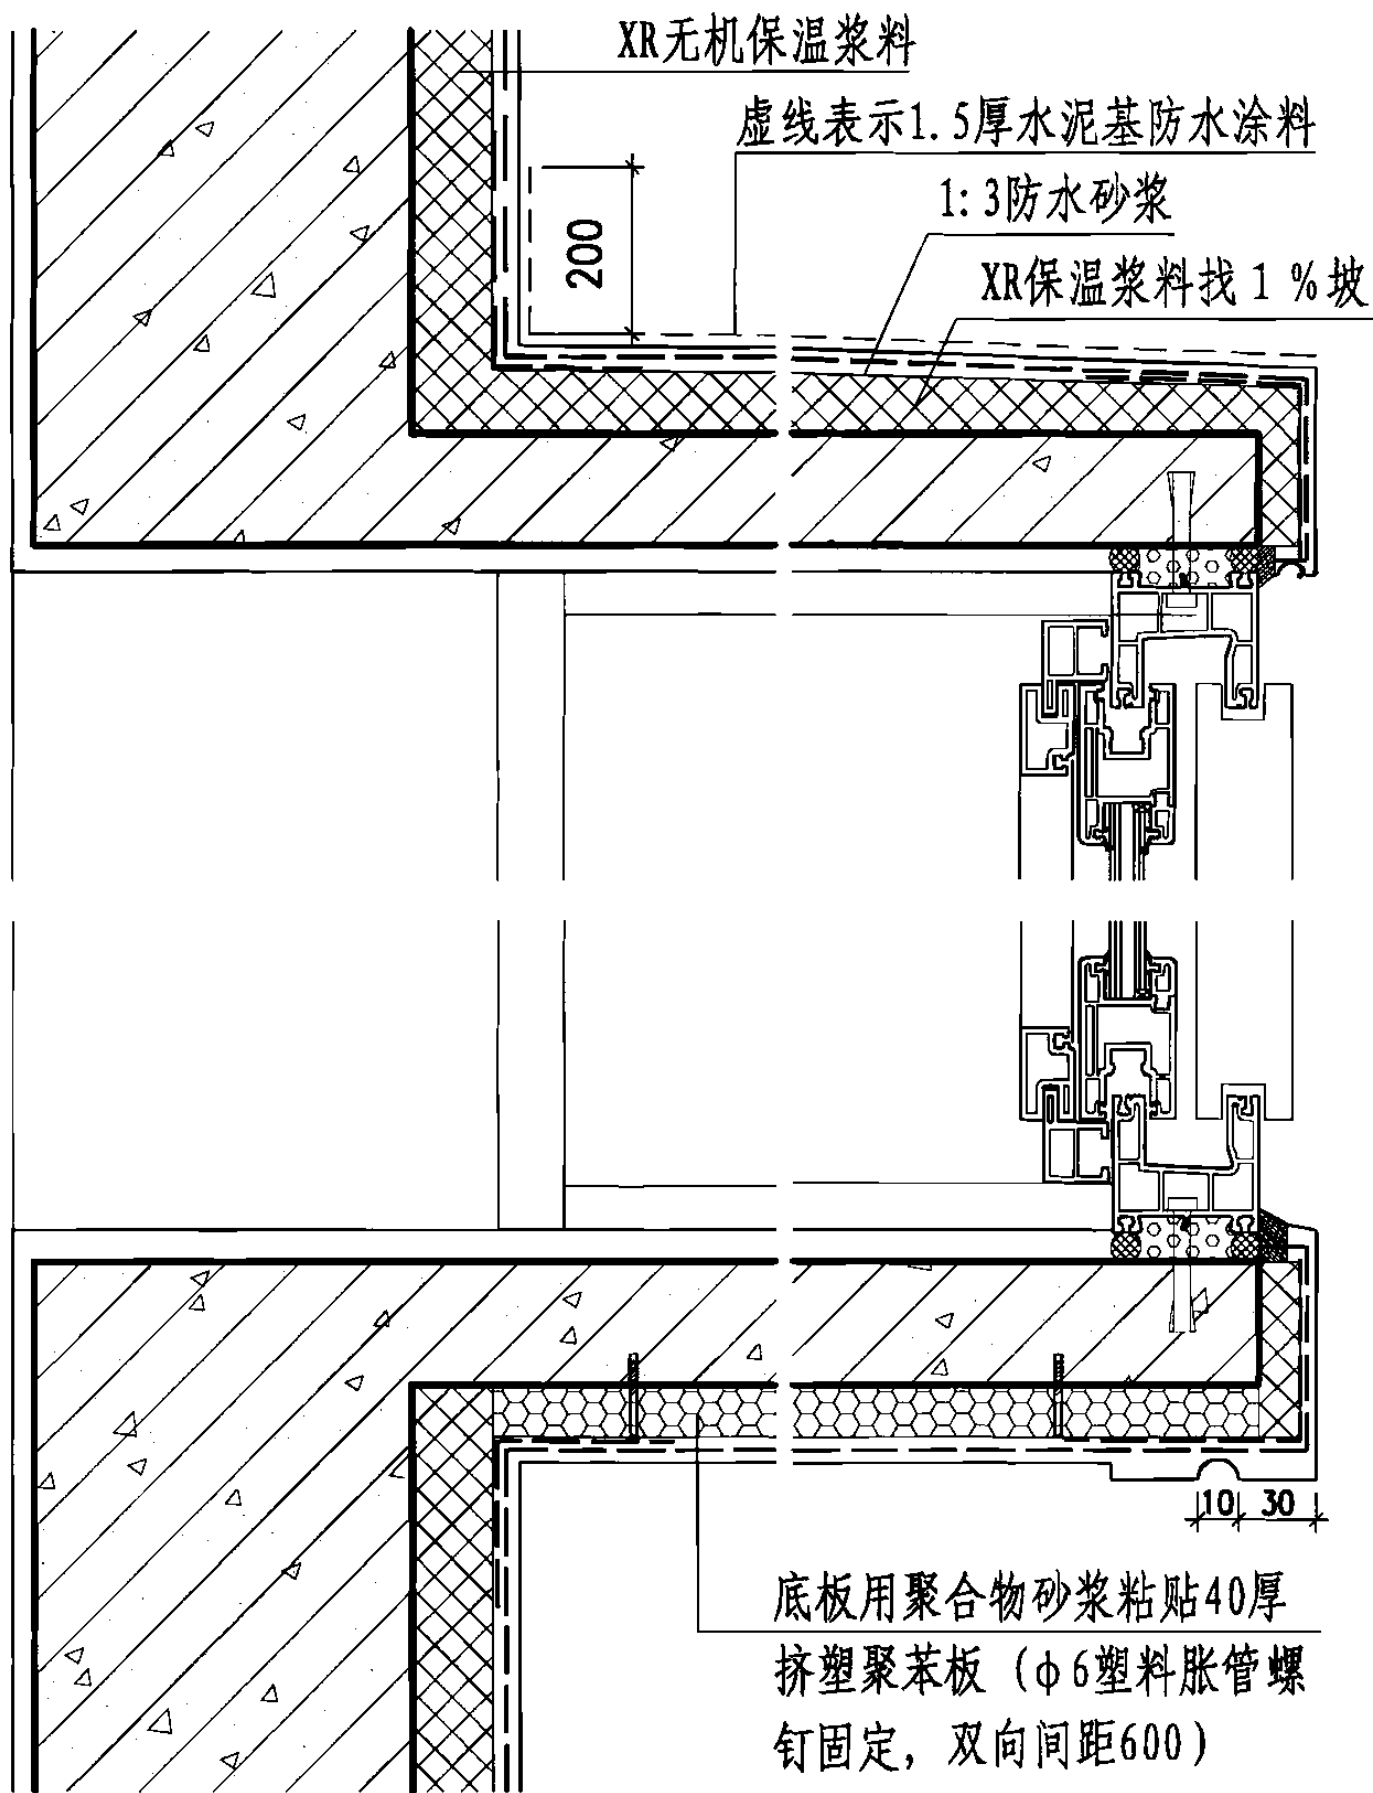 XR无机保温浆料
虚线表示1.5厚水泥基防水涂料
1:3防水砂浆
XR保温浆料找1%坡
200
10 30
底板用聚合物砂浆粘贴40厚
挤塑聚苯板（ф6塑料胀管螺
钉固定，双向间距600）